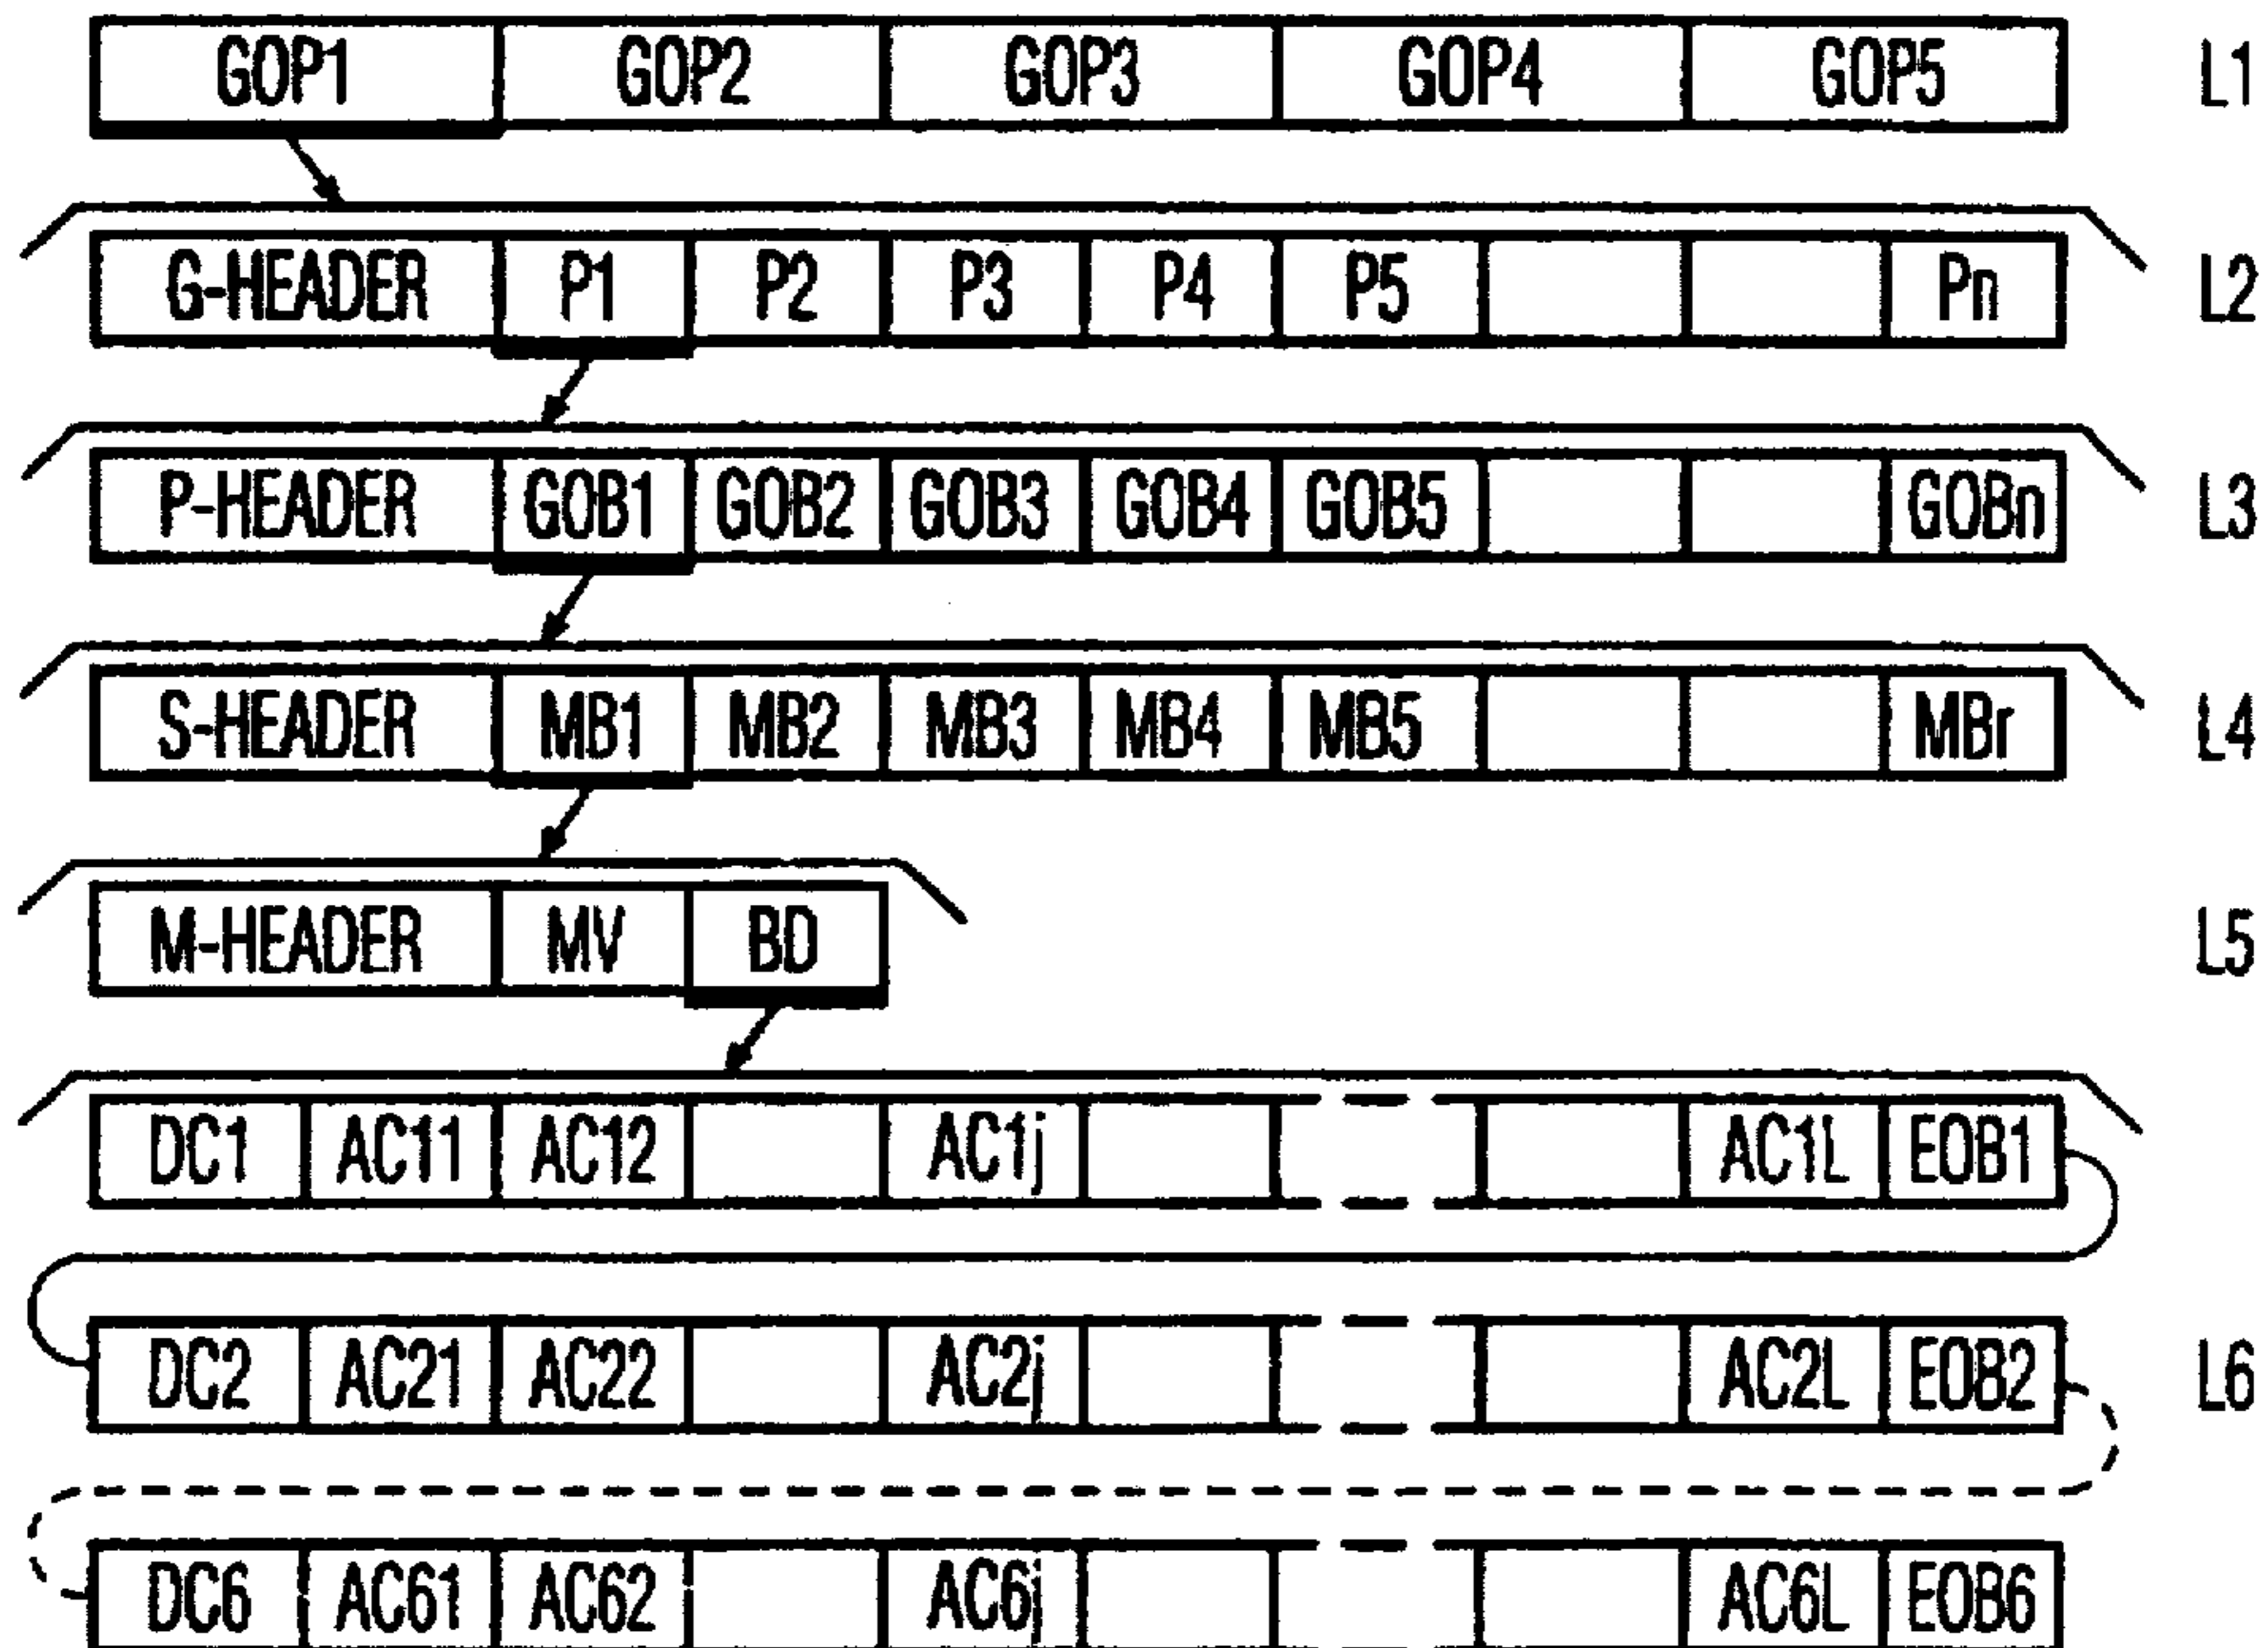 GOP1 GOP2 GOP3 GOP4 GOP5 L1
G-HEADER P1 P2 P3 P4 P5 Pn L2
P-HEADER GOB1 GOB2 GOB3 GOB4 GOB5 GOBn L3
S-HEADER MB1 MB2 MB3 MB4 MB5 MBr L4
M-HEADER MV BD L5
DC1 AC11 AC12 AC1j AC1L EOB1
DC2 AC21 AC22 AC2j AC2L EOB2 L6
DC6 AC61 AC62 AC6j AC6L EOB6